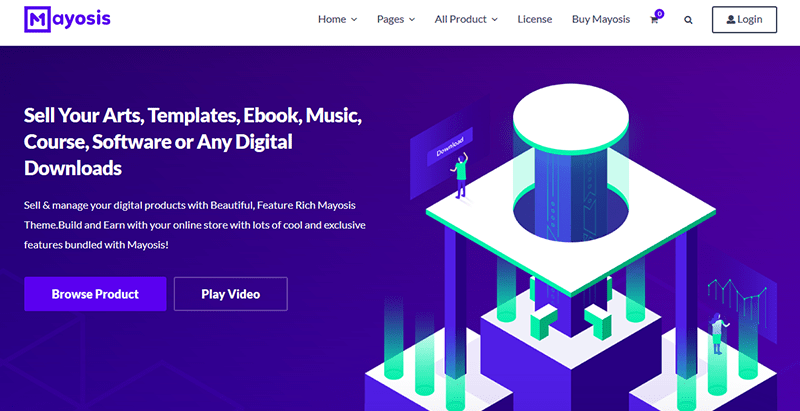 Mayosis
Home Pages All Product License Buy Mayosis 0 Login
Sell Your Arts, Templates, Ebook, Music,
Course, Software or Any Digital
Downloads
Sell & manage your digital products with Beautiful, Feature Rich Mayosis
Theme.Build and Earn with your online store with lots of cool and exclusive
features bundled with Mayosis!
Browse Product
Play Video
Download